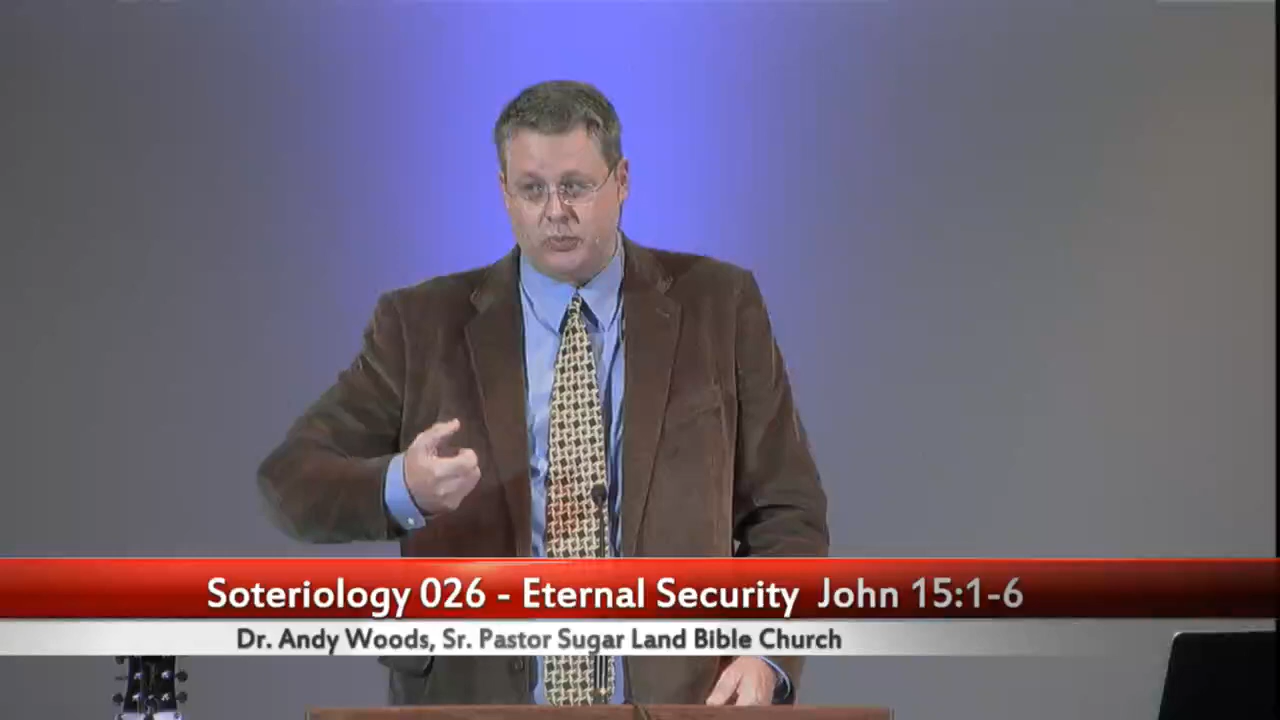 Soteriology 026 - Eternal Security John 15:1-6
Dr. Andy Woods, Sr. Pastor Sugar Land Bible Church